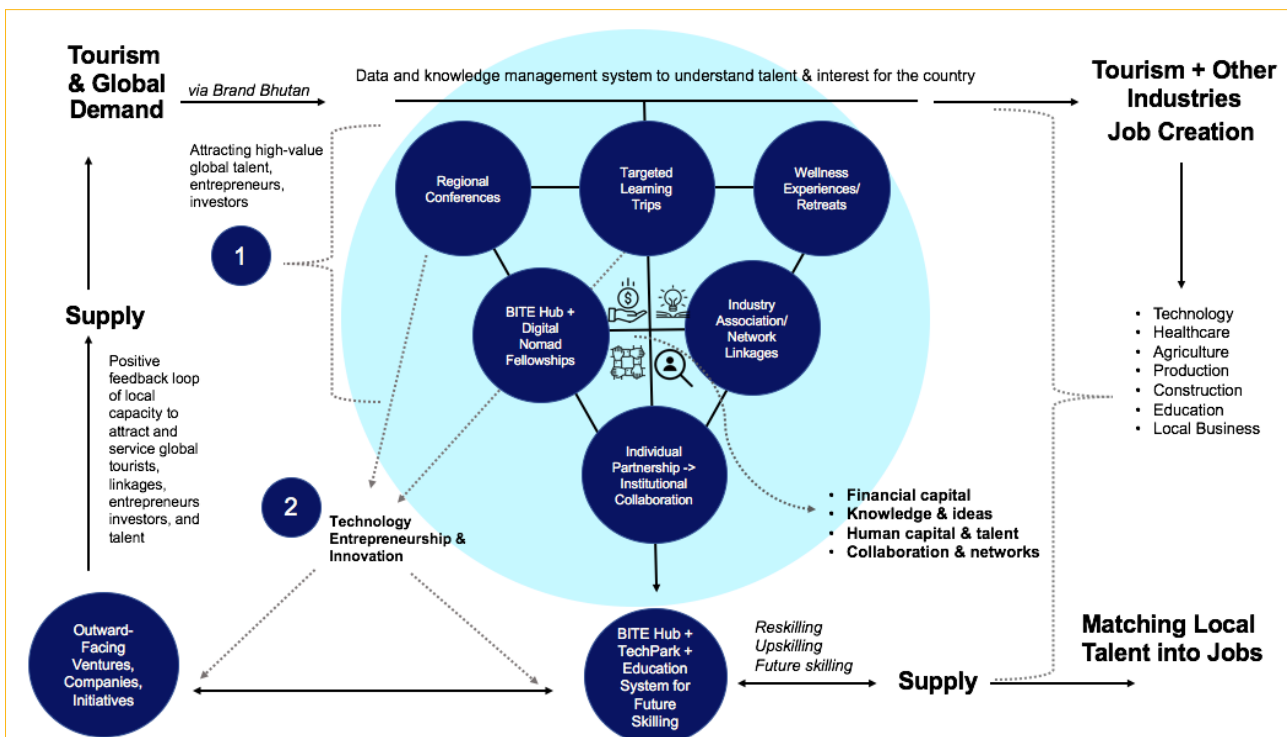 Tourism
& Global
Demand
via Brand Bhutan
Data and knowledge management system to understand talent & interest for the country
Tourism + Other
Industries
Job Creation
Attracting high-value
global talent,
entrepreneurs,
investors
1
Regional
Conferences
Targeted
Learning
Trips
Wellness
Experiences/
Retreats
BITE Hub +
Digital
Nomad
Fellowships
Industry
Association/
Network
Linkages
Individual
Partnership ->
Institutional
Collaboration
Supply
Positive
feedback loop
of local
capacity to
attract and
service global
tourists,
linkages,
entrepreneurs
investors, and
talent
2
Technology
Entrepreneurship &
Innovation
• Financial capital
• Knowledge & ideas
• Human capital & talent
• Collaboration & networks
• Technology
• Healthcare
• Agriculture
• Production
• Construction
• Education
• Local Business
Outward-
Facing
Ventures,
Companies,
Initiatives
BITE Hub +
TechPark +
Education
System for
Future
Skilling
Reskilling
Upskilling
Future skilling
Supply
Matching Local
Talent into Jobs